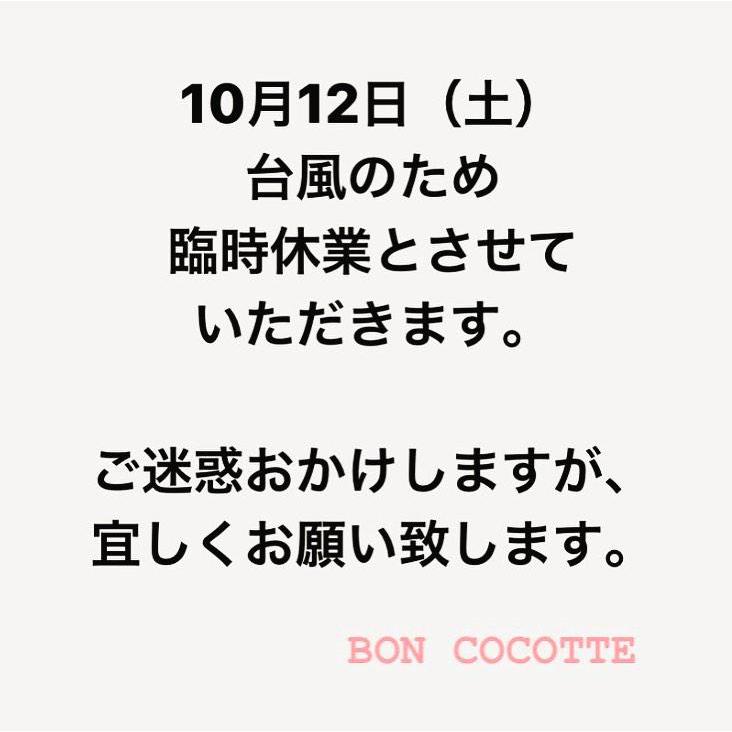 10月12日（土）
台風のため
臨時休業とさせて
いただきます。
ご迷惑おかけしますが、
宜しくお願い致します。
BON COCOTTE